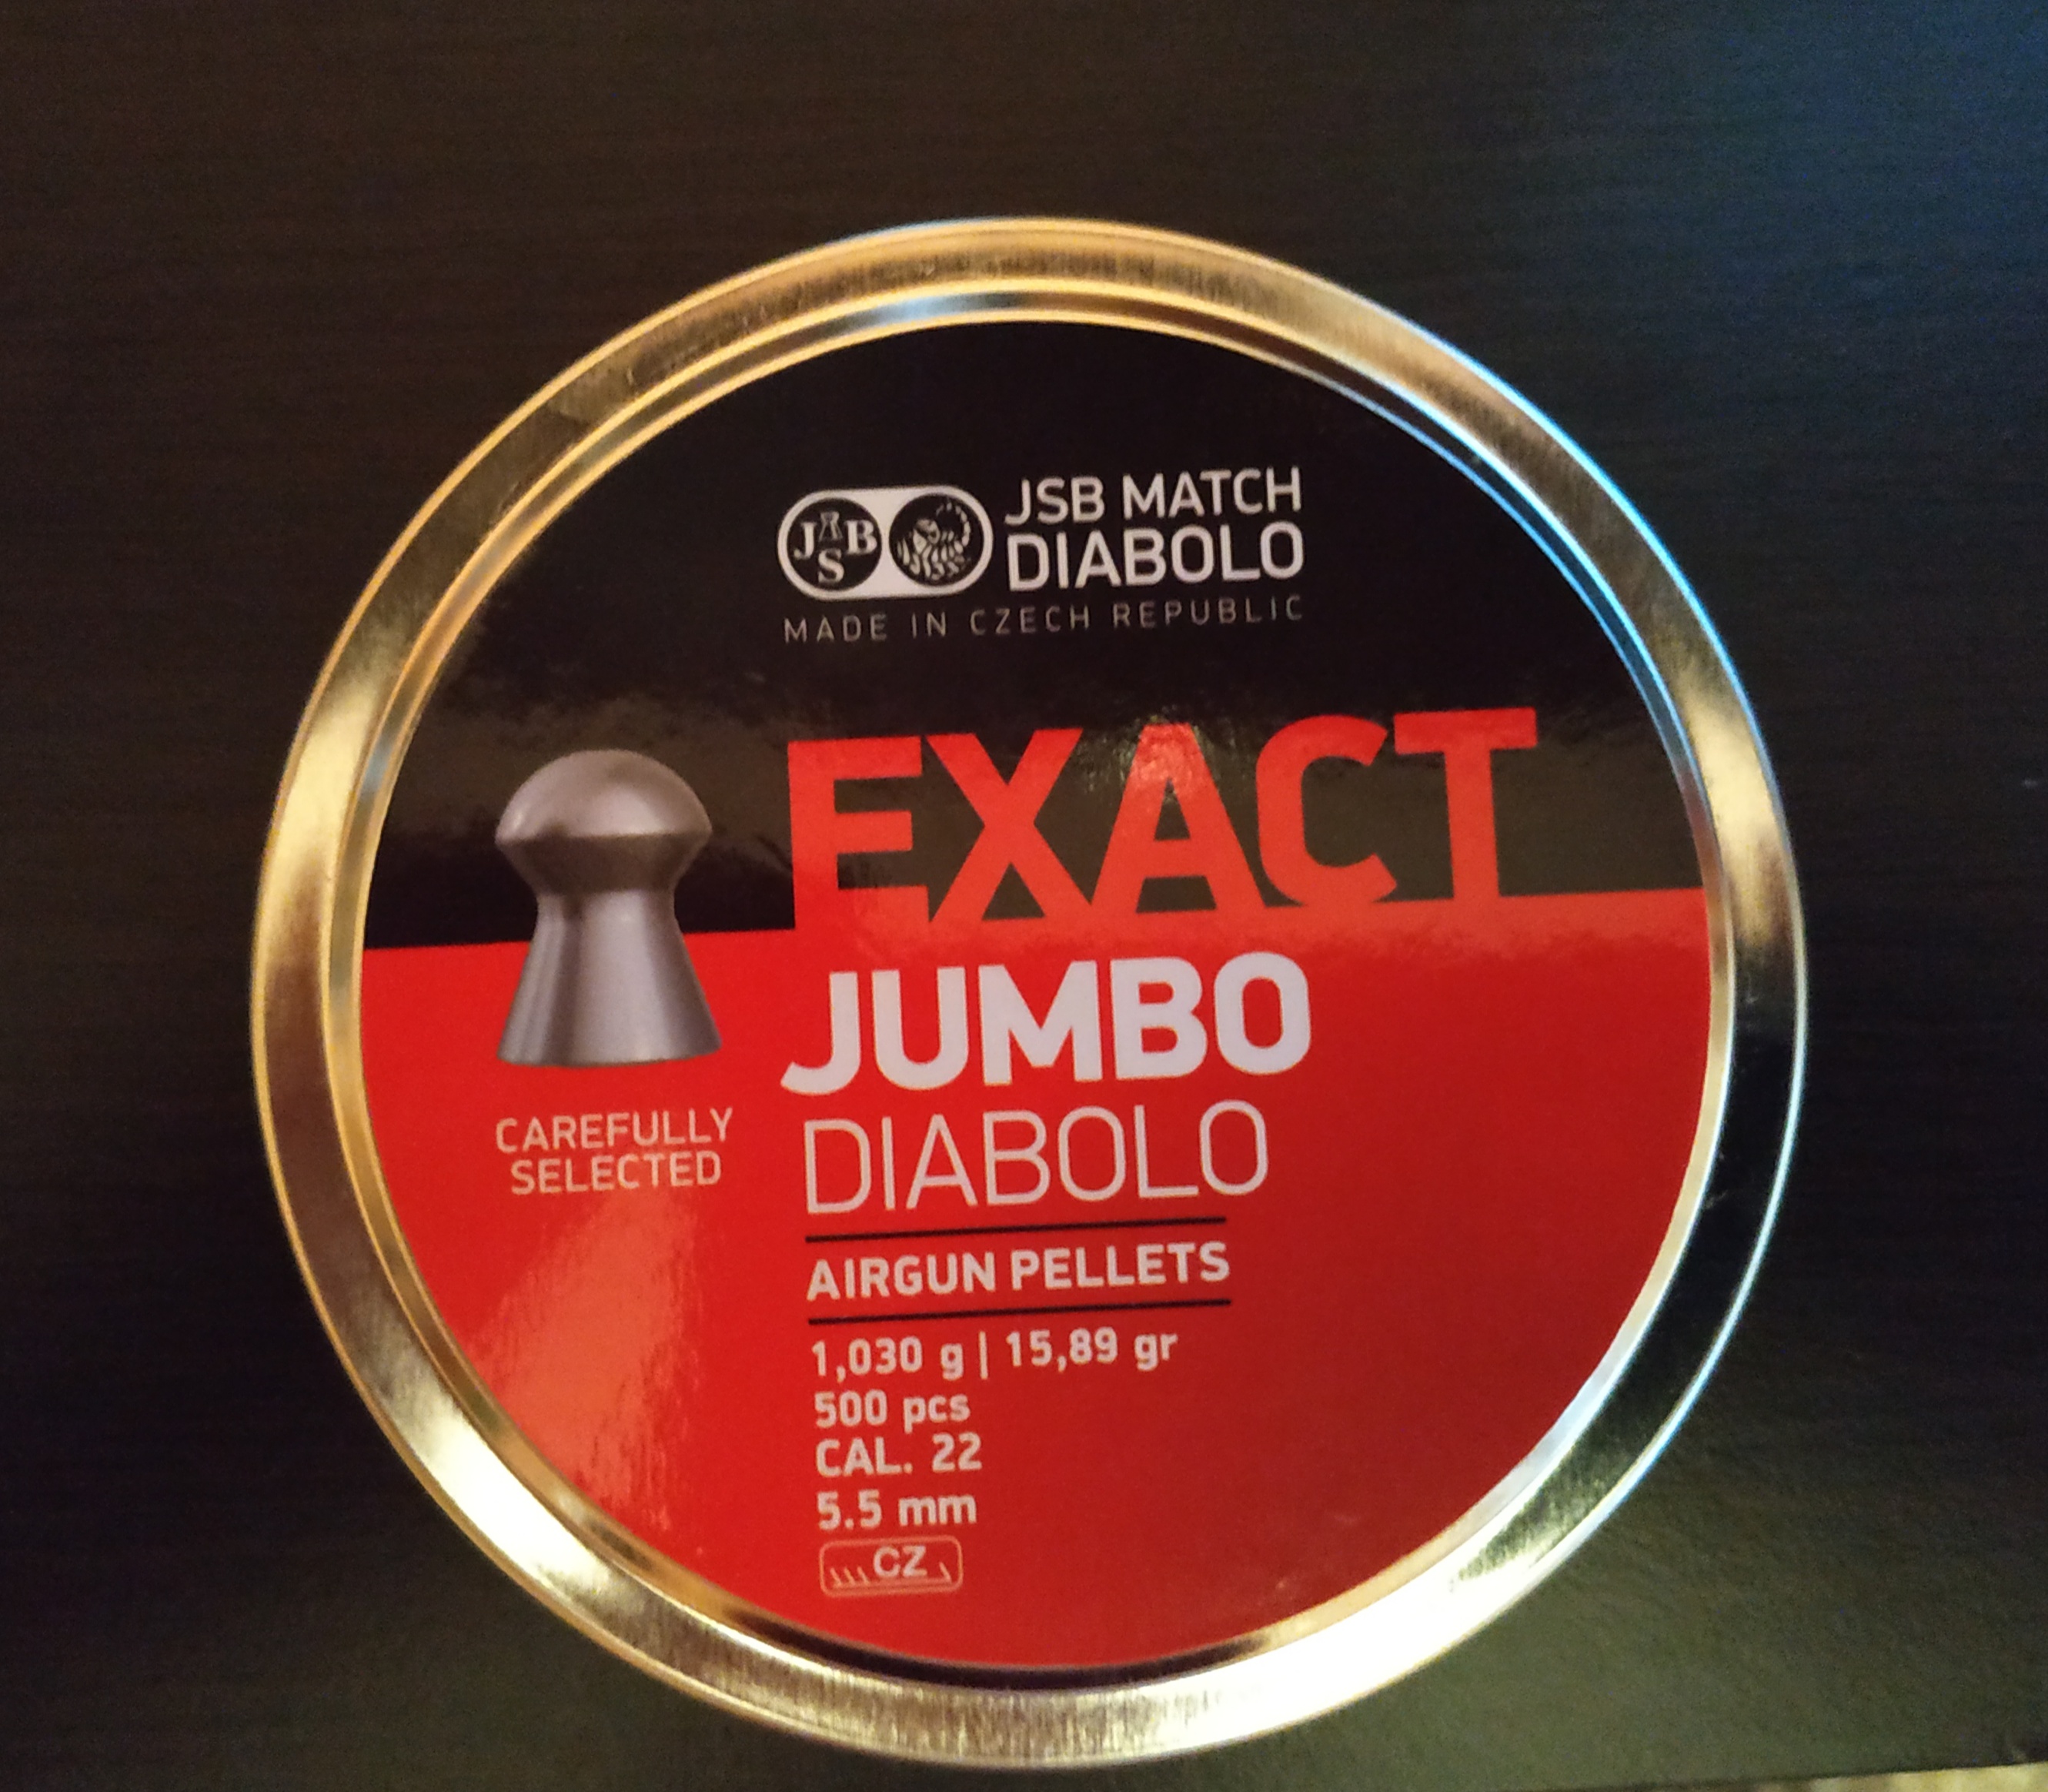 JSB
JSB MATCH
DIABOLO
MADE IN CZECH REPUBLIC
EXACT
JUMBO
DIABOLO
CAREFULLY
SELECTED
AIRGUN PELLETS
1,030 g | 15,89 gr
500 pcs
CAL. 22
5.5 mm
CZ